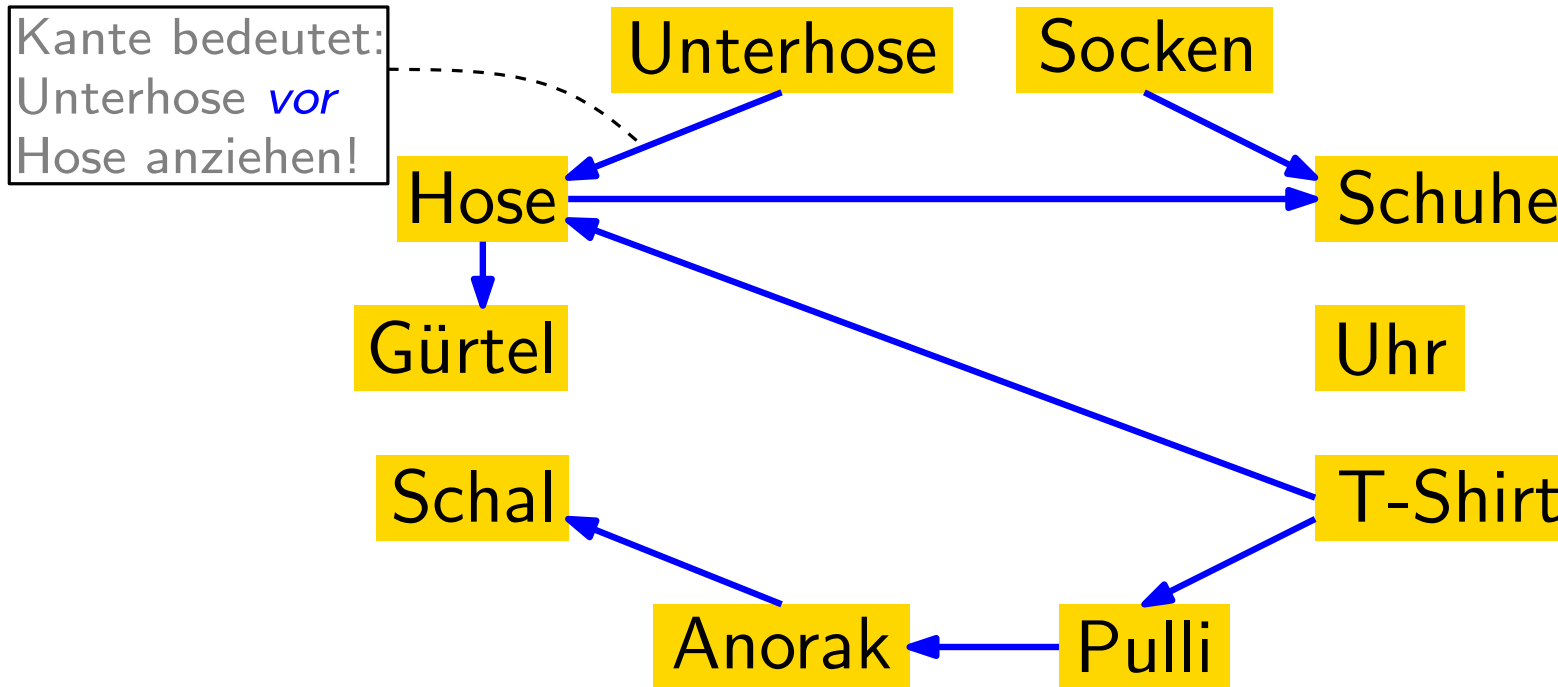 Kante bedeutet:
Unterhose vor
Hose anziehen!
Unterhose
Socken
Hose
Schuhe
Gürtel
Uhr
Schal
T-Shirt
Anorak
Pulli